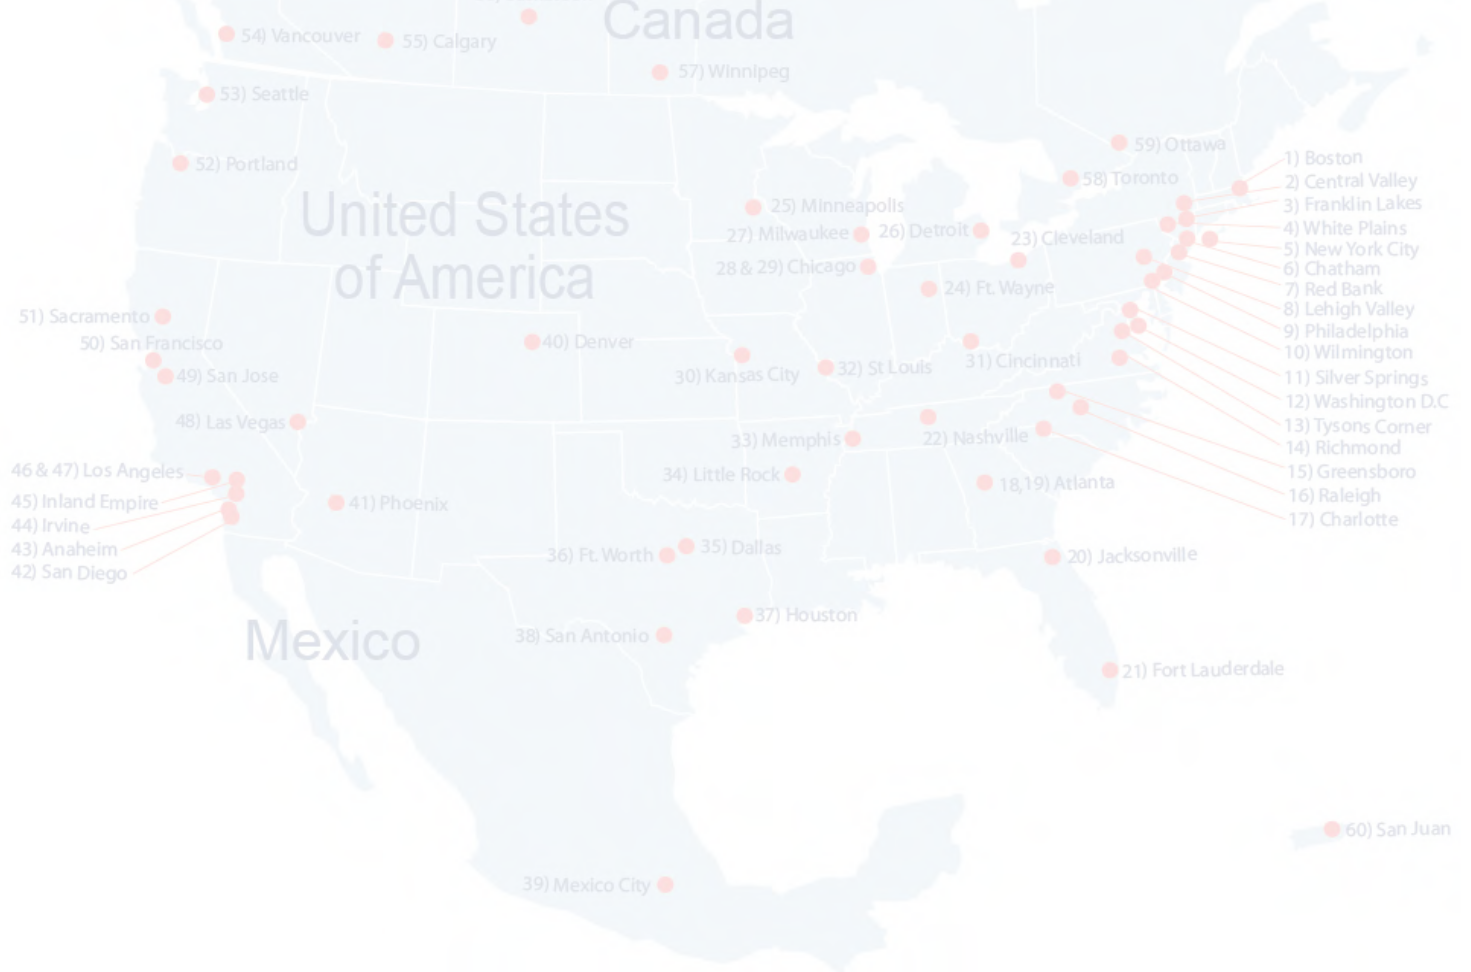 Canada
54) Vancouver
55) Calgary
57) Winnipeg
53) Seattle
59) Ottawa
1) Boston
52) Portland
58) Toronto
2) Central Valley
United States
of America
25) Minneapolis
3) Franklin Lakes
27) Milwaukee
26) Detroit
23) Cleveland
4) White Plains
5) New York City
28 & 29) Chicago
6) Chatham
24) Ft. Wayne
7) Red Bank
51) Sacramento
8) Lehigh Valley
50) San Francisco
40) Denver
9) Philadelphia
10) Wilmington
49) San Jose
30) Kansas City
32) St Louis
31) Cincinnati
11) Silver Springs
12) Washington D.C
48) Las Vegas
33) Memphis
22) Nashville
13) Tysons Corner
14) Richmond
46 & 47) Los Angeles
34) Little Rock
18,19) Atlanta
15) Greensboro
45) Inland Empire
41) Phoenix
16) Raleigh
44) Irvine
17) Charlotte
43) Anaheim
36) Ft. Worth
35) Dallas
20) Jacksonville
42) San Diego
37) Houston
Mexico
38) San Antonio
21) Fort Lauderdale
60) San Juan
39) Mexico City